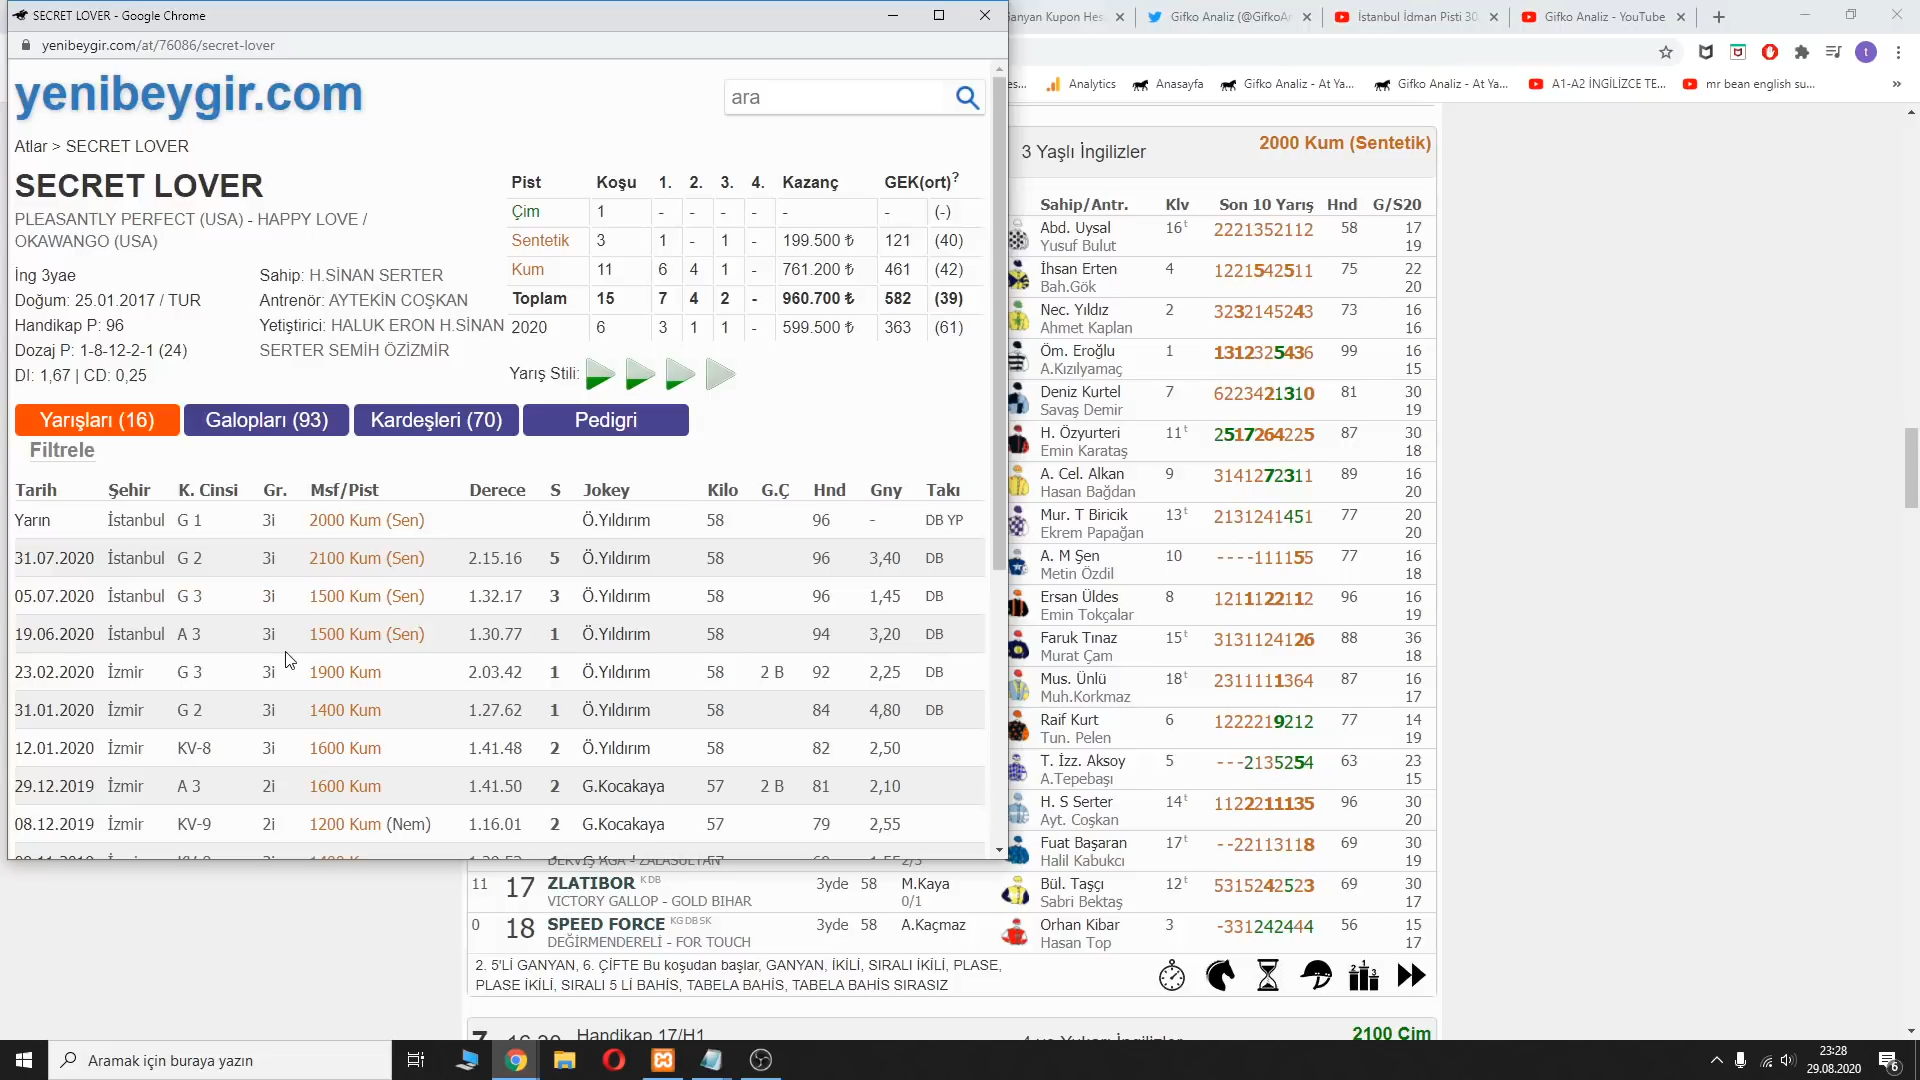 SECRET LOVER - Google Chrome
yenibeygir.com/at/76086/secret-lover
yenibeygir.com
ara
Atlar > SECRET LOVER
SECRET LOVER
PLEASANTLY PERFECT (USA) - HAPPY LOVE /
OKAWANGO (USA)
İng 3yae
Doğum: 25.01.2017 / TUR
Handikap P: 96
Dozaj P: 1-8-12-2-1 (24)
DI: 1,67 | CD: 0,25
Sahip: H.SİNAN SERTER
Antrenör: AYTEKİN COŞKAN
Yetiştirici: HALUK ERON H.SİNAN
SERTER SEMİH ÖZİZMİR
Pist Koşu 1. 2. 3. 4. Kazanç GEK(ort)?
Çim 1 - - - - - - (-)
Sentetik 3 1 - 1 - 199.500 ₺ 121 (40)
Kum 11 6 4 1 - 761.200 ₺ 461 (42)
Toplam 15 7 4 2 - 960.700 ₺ 582 (39)
2020 6 3 1 1 - 599.500 ₺ 363 (61)
Yarış Stili:
Yarışları (16) Galopları (93) Kardeşleri (70) Pedigri
Filtrele
Tarih Şehir K. Cinsi Gr. Msf/Pist Derece S Jokey Kilo G.Ç Hnd Gny Takı
Yarın İstanbul G 1 3i 2000 Kum (Sen) Ö.Yıldırım 58 96 - DB YP
31.07.2020 İstanbul G 2 3i 2100 Kum (Sen) 2.15.16 5 Ö.Yıldırım 58 96 3,40 DB
05.07.2020 İstanbul G 3 3i 1500 Kum (Sen) 1.32.17 3 Ö.Yıldırım 58 96 1,45 DB
19.06.2020 İstanbul A 3 3i 1500 Kum (Sen) 1.30.77 1 Ö.Yıldırım 58 94 3,20 DB
23.02.2020 İzmir G 3 3i 1900 Kum 2.03.42 1 Ö.Yıldırım 58 2 B 92 2,25 DB
31.01.2020 İzmir G 2 3i 1400 Kum 1.27.62 1 Ö.Yıldırım 58 84 4,80 DB
12.01.2020 İzmir KV-8 3i 1600 Kum 1.41.48 2 Ö.Yıldırım 58 82 2,50
29.12.2019 İzmir A 3 2i 1600 Kum 1.41.50 2 G.Kocakaya 57 2 B 81 2,10
08.12.2019 İzmir KV-9 2i 1200 Kum (Nem) 1.16.01 2 G.Kocakaya 57 79 2,55
Ganyan Kupon Hes
Gifko Analiz (@GifkoAn
İstanbul İdman Pisti 30
Gifko Analiz - YouTube
t
es...
Analytics
Anasayfa
Gifko Analiz - At Ya...
Gifko Analiz - At Ya...
A1-A2 İNGİLİZCE TE...
mr bean english su...
»
3 Yaşlı İngilizler
2000 Kum (Sentetik)
Sahip/Antr. Klv Son 10 Yarış Hnd G/S20
Abd. Uysal 16t 2221352112 58 17
Yusuf Bulut 19
İhsan Erten 4 1221542511 75 22
Bah.Gök 20
Nec. Yıldız 2 3232145243 73 16
Ahmet Kaplan 16
Öm. Eroğlu 1 1312325436 99 16
A.Kızılyamaç 15
Deniz Kurtel 7 6223421310 81 30
Savaş Demir 19
H. Özyurteri 11t 2517264225 87 30
Emin Karataş 18
A. Cel. Alkan 9 3141272311 89 16
Hasan Bağdan 20
Mur. T Biricik 13t 2131241451 77 20
Ekrem Papağan 20
A. M Şen 10 ----111155 77 16
Metin Özdil 18
Ersan Üldes 8 1211122112 96 16
Emin Tokçalar 19
Faruk Tınaz 15t 3131124126 88 36
Murat Çam 18
Mus. Ünlü 18t 2311111364 87 16
Muh.Korkmaz 17
Raif Kurt 6 1222219212 77 14
Tun. Pelen 19
T. İzz. Aksoy 5 ---2135254 63 23
A.Tepebaşı 15
H. S Serter 14t 1122211135 96 30
Ayt. Coşkan 20
Fuat Başaran 17t --22113118 69 30
Halil Kabukcı 19
11 17 ZLATIBOR K DB 3yde 58 M.Kaya Bül. Taşçı 12t 5315242523 69 30
VICTORY GALLOP - GOLD BIHAR 0/1 Sabri Bektaş 17
0 18 SPEED FORCE KG DB SK 3yde 58 A.Kaçmaz Orhan Kibar 3 -331242444 56 15
DEĞİRMENDERELİ - FOR TOUCH Hasan Top 17
2. 5'Lİ GANYAN, 6. ÇİFTE Bu koşudan başlar, GANYAN, İKİLİ, SIRALI İKİLİ, PLASE,
PLASE İKİLİ, SIRALI 5 Lİ BAHİS, TABELA BAHİS, TABELA BAHİS SIRASIZ
Handikap 17/H1
2100 Çim
Aramak için buraya yazın
23:28
29.08.2020
6